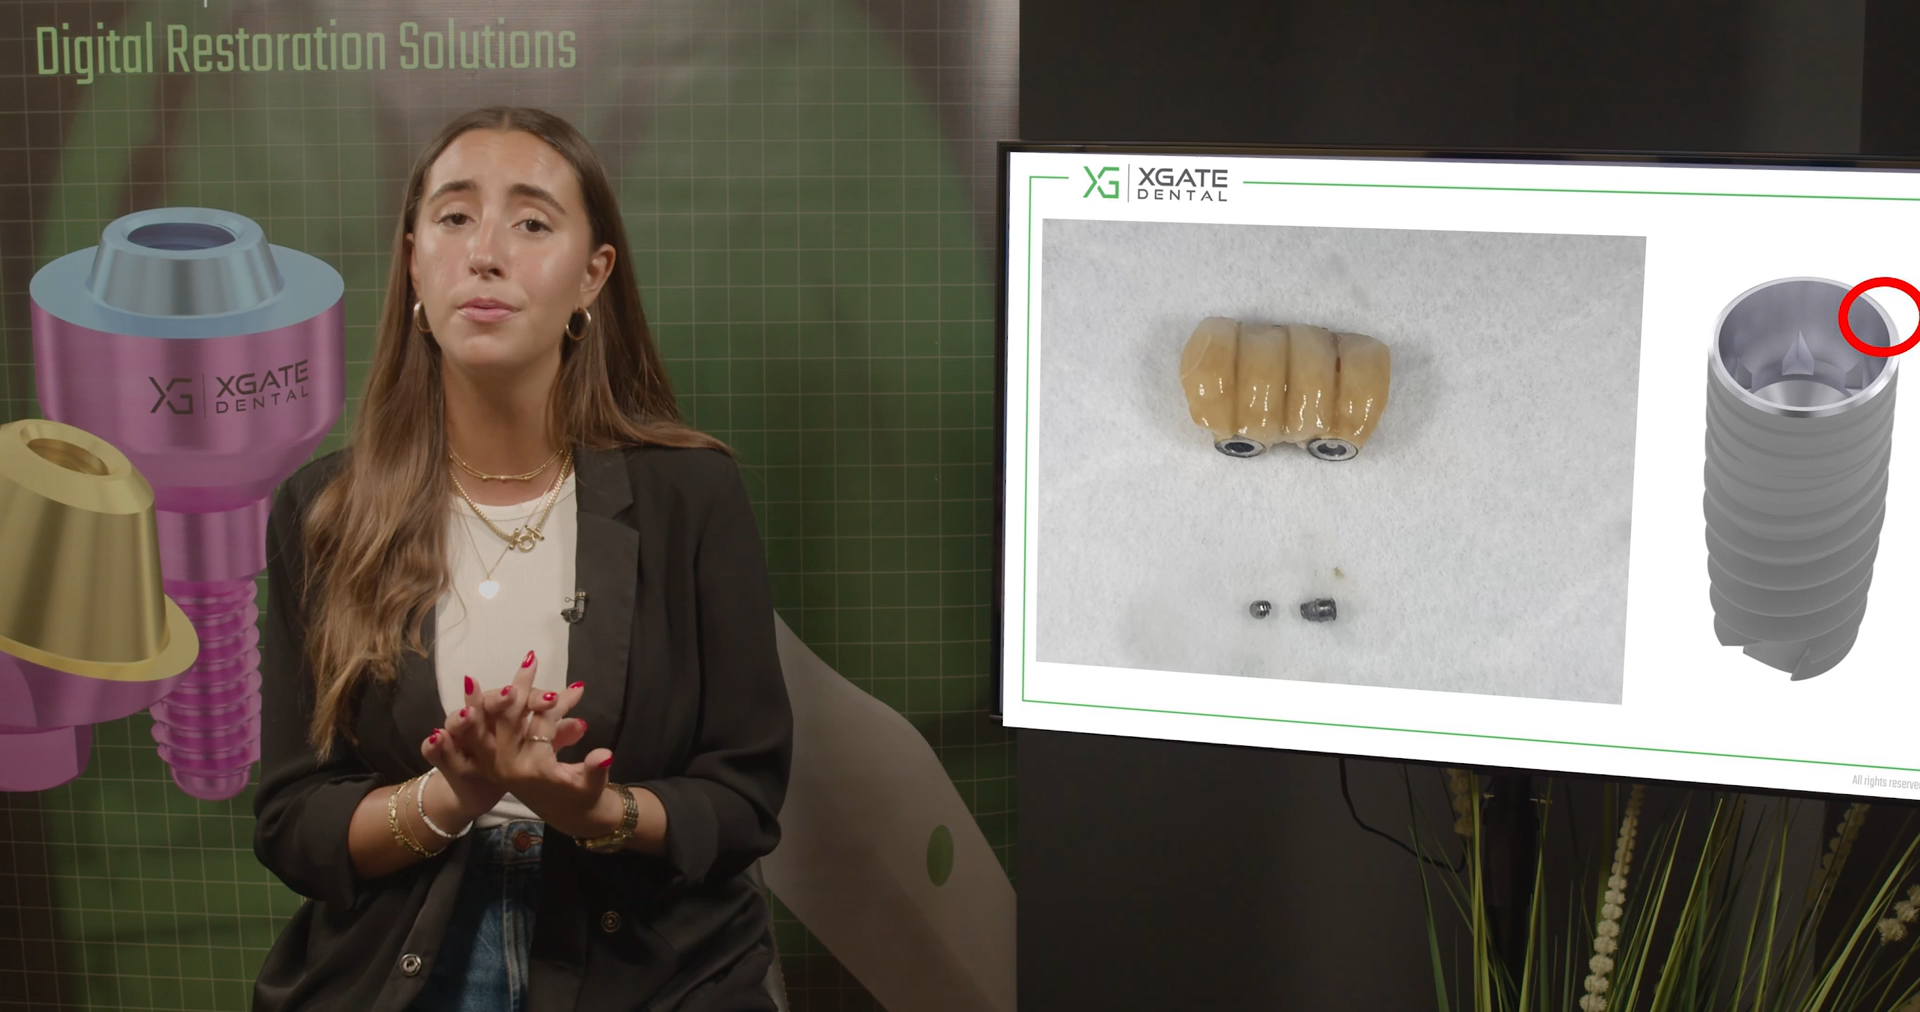 Digital Restoration Solutions
XG XGATE
DENTAL
XG XGATE
DENTAL
All rights reserve